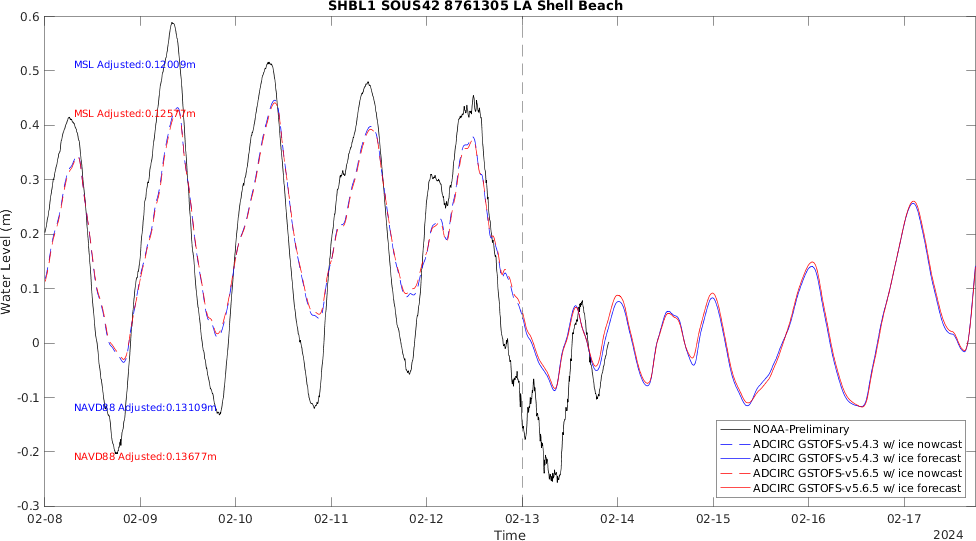 SHBL1 SOUS42 8761305 LA Shell Beach
0.6
0.5
0.4
0.3
0.2
0.1
0
-0.1
-0.2
-0.3
Water Level (m)
MSL Adjusted:0.12009m
MSL Adjusted:0.12577m
NAVD88 Adjusted:0.13109m
NAVD88 Adjusted:0.13677m
NOAA-Preliminary
ADCIRC GSTOFS-v5.4.3 w/ ice nowcast
ADCIRC GSTOFS-v5.4.3 w/ ice forecast
ADCIRC GSTOFS-v5.6.5 w/ ice nowcast
ADCIRC GSTOFS-v5.6.5 w/ ice forecast
02-08 02-09 02-10 02-11 02-12 02-13 02-14 02-15 02-16 02-17
Time
2024